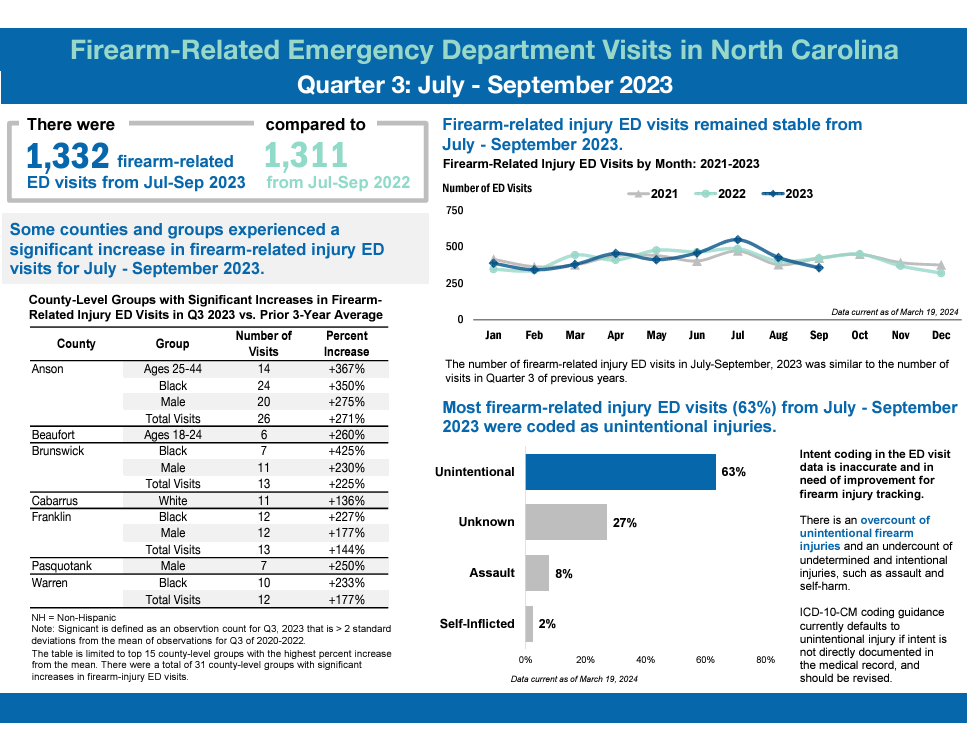 Firearm-Related Emergency Department Visits in North Carolina
Quarter 3: July - September 2023
There were
1,332 firearm-related
ED visits from Jul-Sep 2023
compared to
1,311
from Jul-Sep 2022
Some counties and groups experienced a
significant increase in firearm-related injury ED
visits for July - September 2023.
County-Level Groups with Significant Increases in Firearm-
Related Injury ED Visits in Q3 2023 vs. Prior 3-Year Average
County Group Number of Visits Percent Increase
Anson Ages 25-44 14 +367%
Black 24 +350%
Male 20 +275%
Total Visits 26 +271%
Beaufort Ages 18-24 6 +260%
Brunswick Black 7 +425%
Male 11 +230%
Total Visits 13 +225%
Cabarrus White 11 +136%
Franklin Black 12 +227%
Male 12 +177%
Total Visits 13 +144%
Pasquotank Male 7 +250%
Warren Black 10 +233%
Total Visits 12 +177%
NH = Non-Hispanic
Note: Signicant is defined as an observtion count for Q3, 2023 that is > 2 standard
deviations from the mean of observations for Q3 of 2020-2022.
The table is limited to top 15 county-level groups with the highest percent increase
from the mean. There were a total of 31 county-level groups with significant
increases in firearm-injury ED visits.
Firearm-related injury ED visits remained stable from
July - September 2023.
Firearm-Related Injury ED Visits by Month: 2021-2023
Number of ED Visits
2021 2022 2023
750
500
250
0
Data current as of March 19, 2024
Jan Feb Mar Apr May Jun Jul Aug Sep Oct Nov Dec
The number of firearm-related injury ED visits in July-September, 2023 was similar to the number of
visits in Quarter 3 of previous years.
Most firearm-related injury ED visits (63%) from July - September
2023 were coded as unintentional injuries.
Unintentional 63%
Unknown 27%
Assault 8%
Self-Inflicted 2%
0% 20% 40% 60% 80%
Data current as of March 19, 2024
Intent coding in the ED visit
data is inaccurate and in
need of improvement for
firearm injury tracking.
There is an overcount of
unintentional firearm
injuries and an undercount of
undetermined and intentional
injuries, such as assault and
self-harm.
ICD-10-CM coding guidance
currently defaults to
unintentional injury if intent is
not directly documented in
the medical record, and
should be revised.